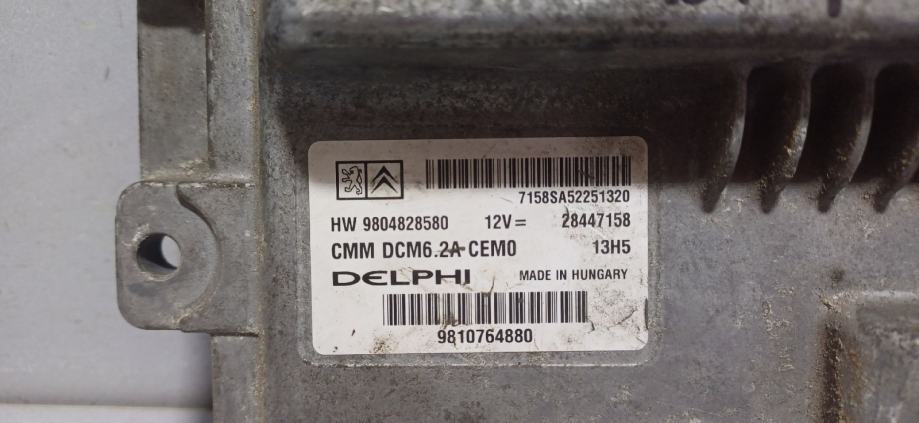 7158SA52251320
HW 9804828580 12V= 28447158
CMM DCM6.2A CEM0 13H5
DELPHI MADE IN HUNGARY
9810764880